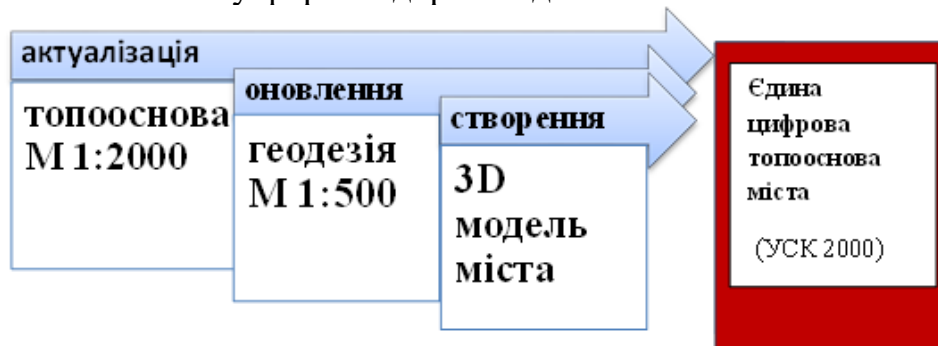 актуалізація
топооснова
М 1:2000
оновлення
геодезія
М 1:500
створення
3D
модель
міста
Єдина
цифрова
топооснова
міста
(УСК 2000)